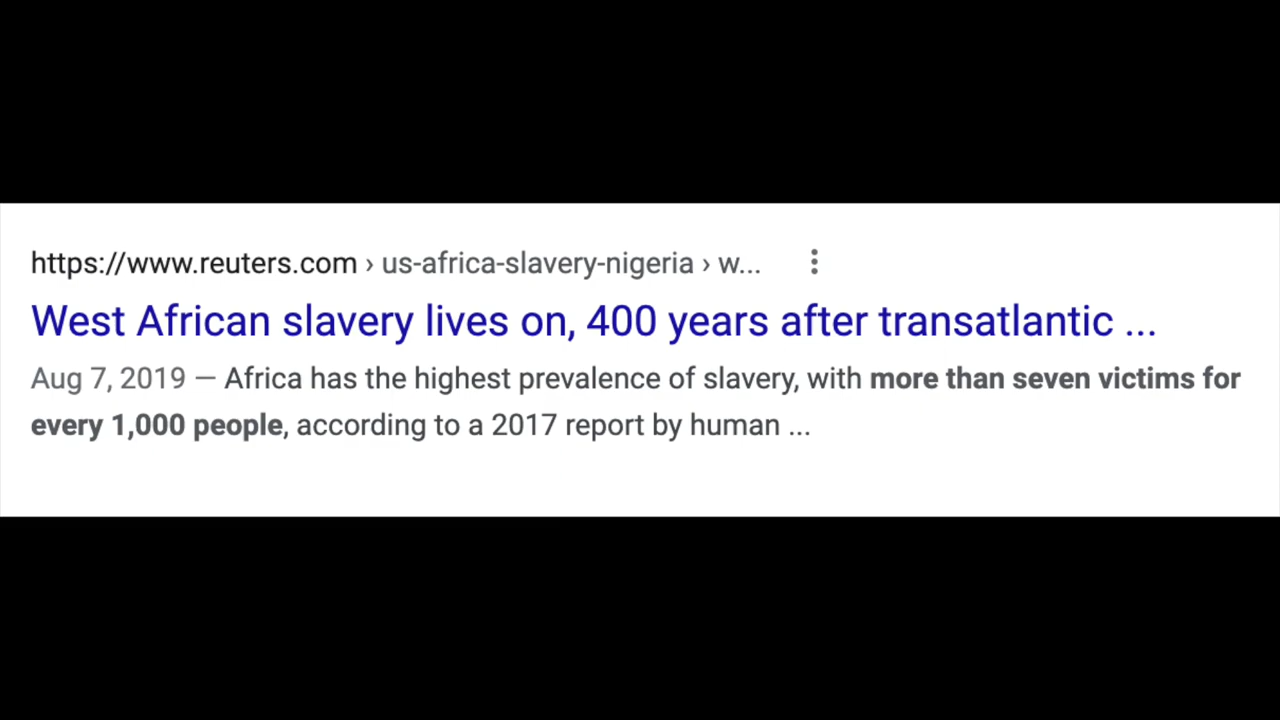 https://www.reuters.com › us-africa-slavery-nigeria › w...
West African slavery lives on, 400 years after transatlantic ...
Aug 7, 2019 — Africa has the highest prevalence of slavery, with more than seven victims for
every 1,000 people, according to a 2017 report by human ...